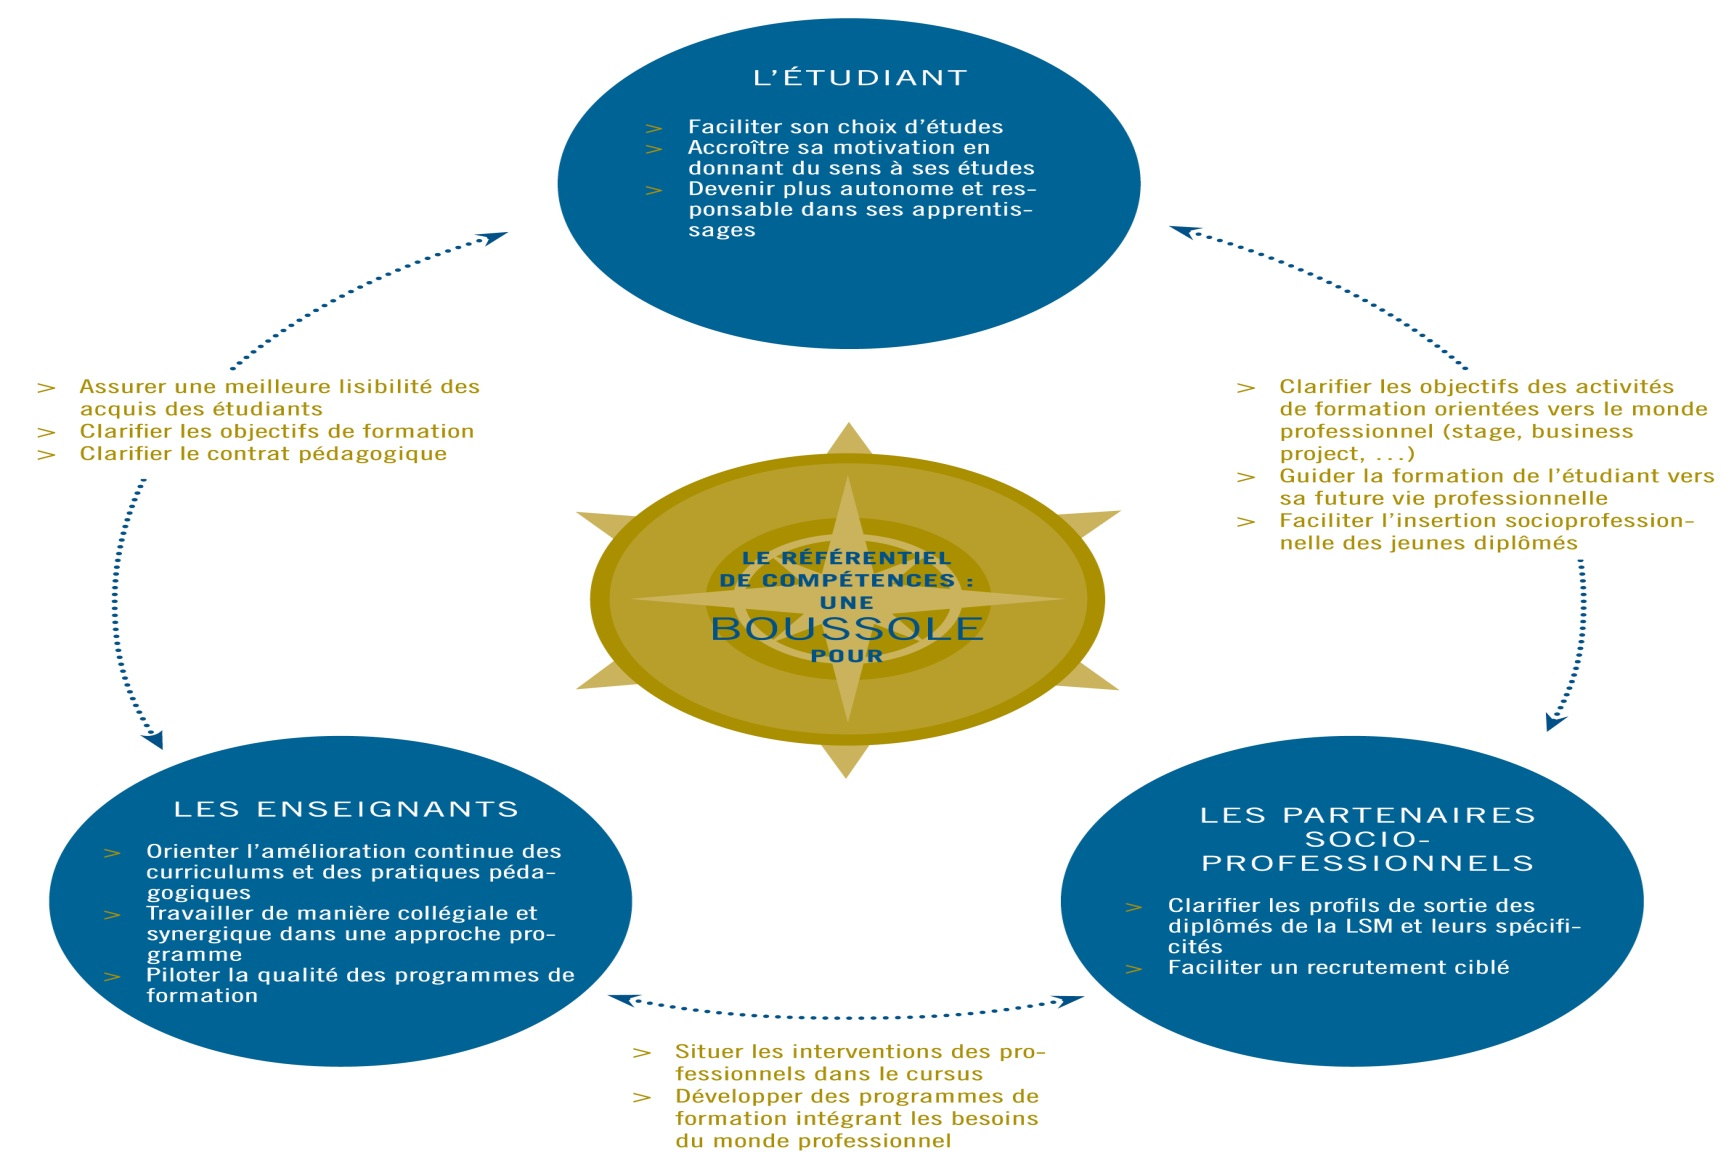 L'ÉTUDIANT
> Faciliter son choix d'études
> Accroître sa motivation en
donnant du sens à ses études
> Devenir plus autonome et res-
ponsable dans ses apprentis-
sages
> Assurer une meilleure lisibilité des
acquis des étudiants
> Clarifier les objectifs de formation
> Clarifier le contrat pédagogique
> Clarifier les objectifs des activités
de formation orientées vers le monde
professionnel (stage, business
project, ...)
> Guider la formation de l'étudiant vers
sa future vie professionnelle
> Faciliter l'insertion socioprofession-
nelle des jeunes diplômés
LE RÉFÉRENTIEL
DE COMPÉTENCES :
UNE
BOUSSOLE
POUR
LES ENSEIGNANTS
> Orienter l'amélioration continue des
curriculums et des pratiques péda-
gogiques
> Travailler de manière collégiale et
synergique dans une approche pro-
gramme
> Piloter la qualité des programmes de
formation
LES PARTENAIRES
SOCIO-
PROFESSIONNELS
> Clarifier les profils de sortie des
diplômés de la LSM et leurs spécifi-
cités
> Faciliter un recrutement ciblé
> Situer les interventions des pro-
fessionnels dans le cursus
> Développer des programmes de
formation intégrant les besoins
du monde professionnel